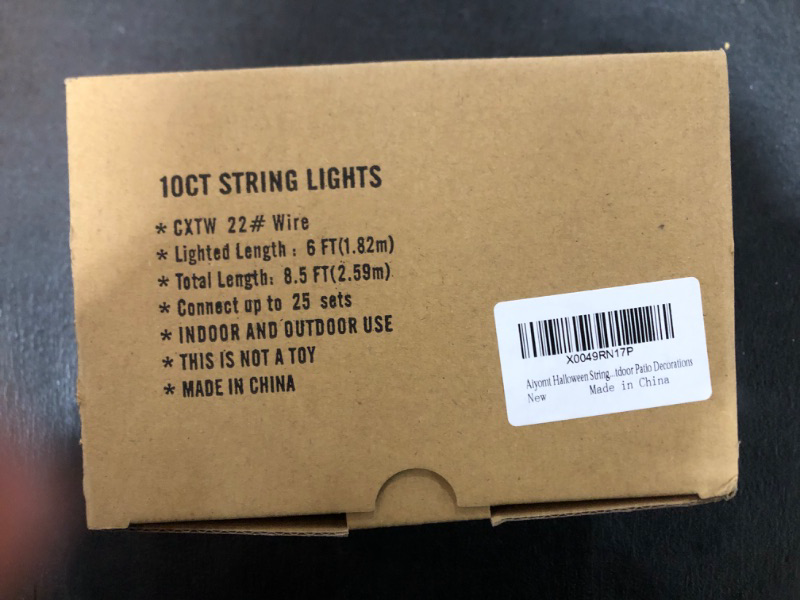 10CT STRING LIGHTS
* CXTW 22# Wire
* Lighted Length : 6 FT(1.82m)
* Total Length: 8.5 FT(2.59m)
* Connect up to 25 sets
* INDOOR AND OUTDOOR USE
* THIS IS NOT A TOY
* MADE IN CHINA
X0049RN17P
Aiyomt Halloween String...tdoor Patio Decorations
New Made in China